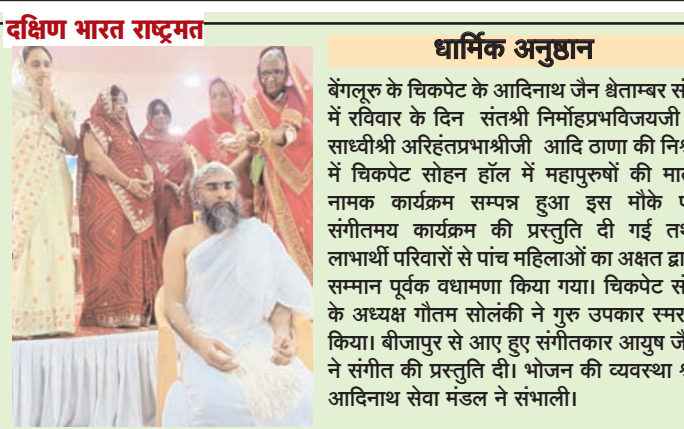 दक्षिण भारत राष्ट्रमत
धार्मिक अनुष्ठान
बेंगलूरु के चिकपेट के आदिनाथ जैन श्वेताम्बर
में रविवार के दिन संतश्री निर्मोहप्रभविजयजी
साध्वीश्री अरिहंतप्रभाश्रीजी आदि ठाणा की
में चिकपेट सोहन हॉल में महापुरुषों की
नामक कार्यक्रम सम्पन्न हुआ इस मौके
संगीतमय कार्यक्रम की प्रस्तुति दी गई
लाभार्थी परिवारों से पांच महिलाओं का अक्षत
सम्मान पूर्वक वधामणा किया गया। चिकपेट
के अध्यक्ष गौतम सोलंकी ने गुरु उपकार
किया। बीजापुर से आए हुए संगीतकार आयुष
ने संगीत की प्रस्तुति दी। भोजन की व्यवस्था
आदिनाथ सेवा मंडल ने संभाली।